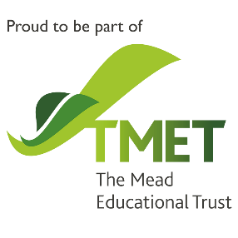 Proud to be part of
TMET
The Mead
Educational Trust